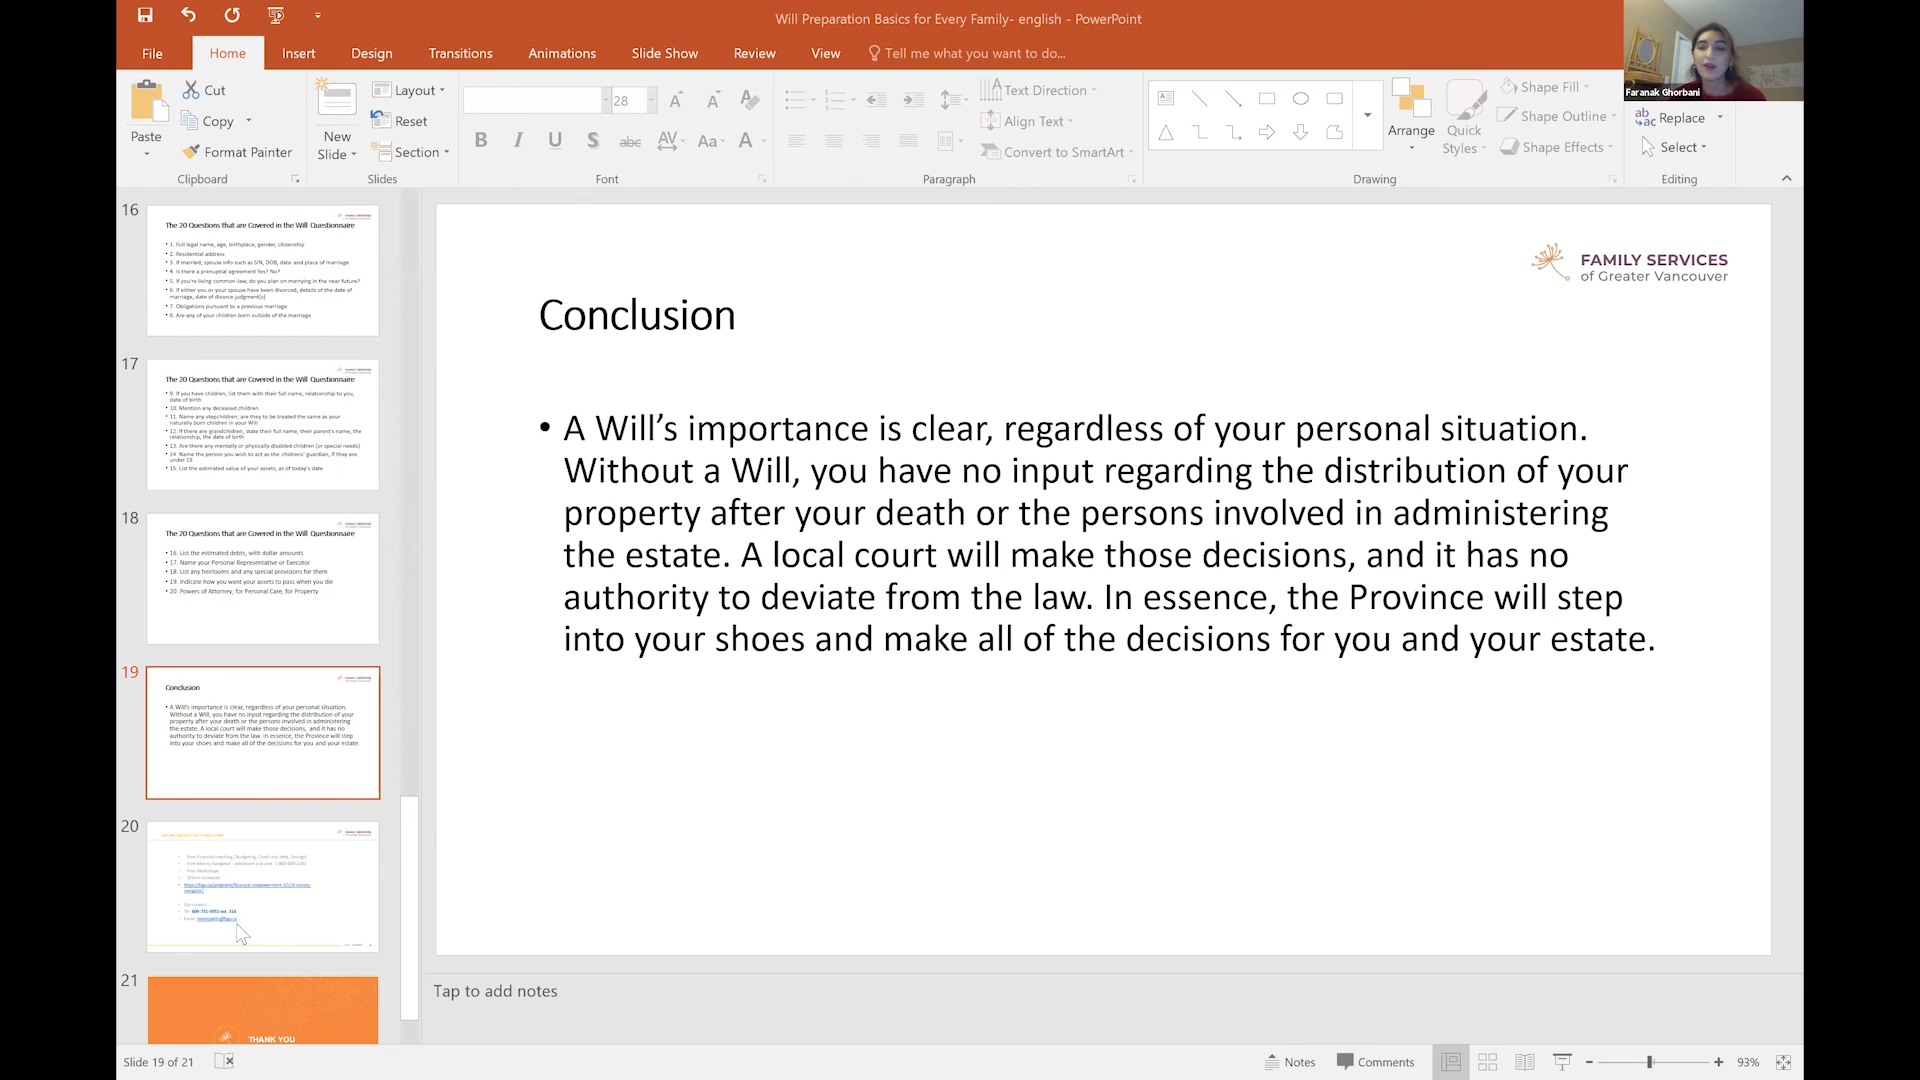 Will Preparation Basics for Every Family- english - PowerPoint
File Home Insert Design Transitions Animations Slide Show Review View Tell me what you want to do...
Faranak Ghorbani
Paste
Cut
Copy
Format Painter
Clipboard
New
Slide
Layout
Reset
Section
Slides
28
B I U S abc AV Aa A
Font
Text Direction
Align Text
Convert to SmartArt
Paragraph
Arrange
Quick
Styles
Shape Fill
Shape Outline
Shape Effects
Drawing
Replace
Select
Editing
16
The 20 Questions that are Covered in the Will Questionnaire
• 1. Full legal name, age, birthplace, gender, citizenship
• 2. Residential address
• 3. If married, spouse info such as SIN, DOB, date and place of marriage
• 4. Is there a prenuptial agreement Yes? No?
• 5. If you're living common-law, do you plan on marrying in the near future?
• 6. If either you or your spouse have been divorced, details of the date of
marriage, date of divorce judgment(s)
• 7. Obligations pursuant to a previous marriage
• 8. Are any of your children born outside of the marriage
17
The 20 Questions that are Covered in the Will Questionnaire
• 9. If you have children, list them with their full name, relationship to you,
date of birth
• 10. Mention any deceased children
• 11. Name any stepchildren; are they to be treated the same as your
naturally born children in your Will
• 12. If there are grandchildren, state their full name, their parent's name, the
relationship, the date of birth
• 13. Are there any mentally or physically disabled children (or special needs)
• 14. Name the person you wish to act as the childrens' guardian, if they are
under 18
• 15. List the estimated value of your assets, as of today's date
18
The 20 Questions that are Covered in the Will Questionnaire
• 16. List the estimated debts, with dollar amounts
• 17. Name your Personal Representative or Executor
• 18. List any heirlooms and any special provisions for them
• 19. Indicate how you want your assets to pass when you die
• 20. Powers of Attorney; for Personal Care, for Property
19
Conclusion
• A Will's importance is clear, regardless of your personal situation.
Without a Will, you have no input regarding the distribution of your
property after your death or the persons involved in administering
the estate. A local court will make those decisions, and it has no
authority to deviate from the law. In essence, the Province will step
into your shoes and make all of the decisions for you and your estate.
20
21
THANK YOU
FAMILY SERVICES
of Greater Vancouver
Conclusion
• A Will’s importance is clear, regardless of your personal situation.
Without a Will, you have no input regarding the distribution of your
property after your death or the persons involved in administering
the estate. A local court will make those decisions, and it has no
authority to deviate from the law. In essence, the Province will step
into your shoes and make all of the decisions for you and your estate.
Tap to add notes
Slide 19 of 21
Notes
Comments
93%